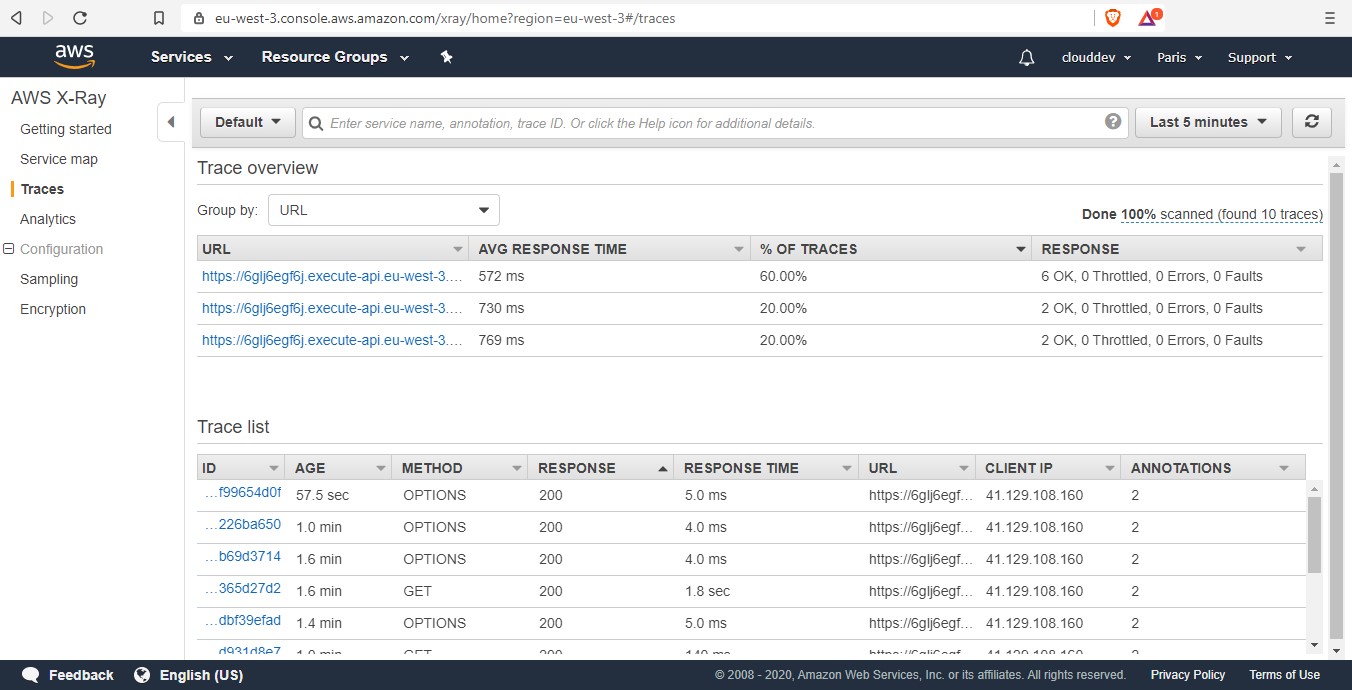 eu-west-3.console.aws.amazon.com/xray/home?region=eu-west-3#/traces 1
aws Services Resource Groups clouddev Paris Support
AWS X-Ray
Getting started
Service map
Traces
Analytics
Configuration
Sampling
Encryption
Default Enter service name, annotation, trace ID. Or click the Help icon for additional details. ? Last 5 minutes
Trace overview
Group by: URL
Done 100% scanned (found 10 traces)
URL AVG RESPONSE TIME % OF TRACES RESPONSE
https://6glj6egf6j.execute-api.eu-west-3.... 572 ms 60.00% 6 OK, 0 Throttled, 0 Errors, 0 Faults
https://6glj6egf6j.execute-api.eu-west-3.... 730 ms 20.00% 2 OK, 0 Throttled, 0 Errors, 0 Faults
https://6glj6egf6j.execute-api.eu-west-3.... 769 ms 20.00% 2 OK, 0 Throttled, 0 Errors, 0 Faults
Trace list
ID AGE METHOD RESPONSE RESPONSE TIME URL CLIENT IP ANNOTATIONS
...f99654d0f 57.5 sec OPTIONS 200 5.0 ms https://6glj6egf... 41.129.108.160 2
...226ba650 1.0 min OPTIONS 200 4.0 ms https://6glj6egf... 41.129.108.160 2
...b69d3714 1.6 min OPTIONS 200 4.0 ms https://6glj6egf... 41.129.108.160 2
...365d27d2 1.6 min GET 200 1.8 sec https://6glj6egf... 41.129.108.160 2
...dbf39efad 1.4 min OPTIONS 200 5.0 ms https://6glj6egf... 41.129.108.160 2
GET 200 https://6glj6egf... 41.129.108.160 2
Feedback English (US) © 2008 - 2020, Amazon Web Services, Inc. or its affiliates. All rights reserved. Privacy Policy Terms of Use